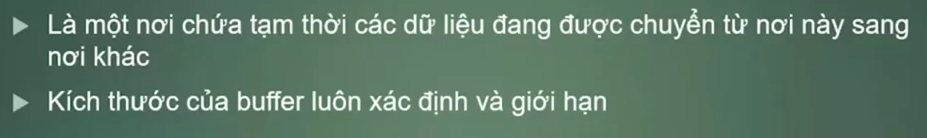 Là một nơi chứa tạm thời các dữ liệu đang được chuyển từ nơi này sang
nơi khác
Kích thước của buffer luôn xác định và giới hạn